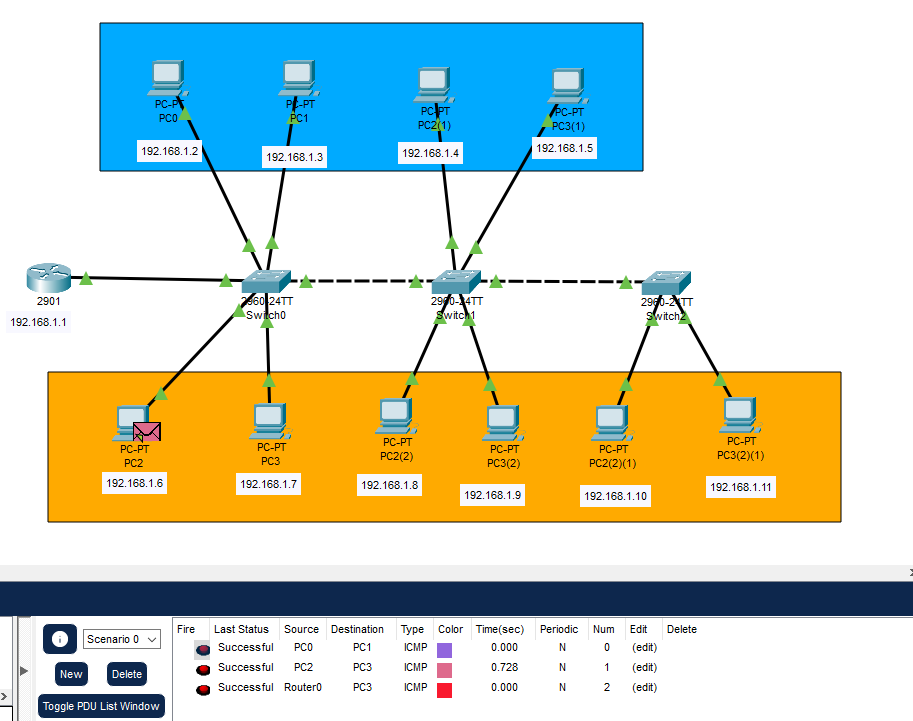 PC-PT
PC0
PC-PT
PC1
PC-PT
PC2(1)
PC-PT
PC3(1)
192.168.1.2
192.168.1.3
192.168.1.4
192.168.1.5
2901
192.168.1.1
2960-24TT
Switch0
2960-24TT
Switch1
2960-24TT
Switch2
PC-PT
PC2
PC-PT
PC3
PC-PT
PC2(2)
PC-PT
PC3(2)
PC-PT
PC2(2)(1)
PC-PT
PC3(2)(1)
192.168.1.6
192.168.1.7
192.168.1.8
192.168.1.9
192.168.1.10
192.168.1.11
Scenario 0
New
Delete
Toggle PDU List Window
Fire Last Status Source Destination Type Color Time(sec) Periodic Num Edit Delete
Successful PC0 PC1 ICMP 0.000 N 0 (edit)
Successful PC2 PC3 ICMP 0.728 N 1 (edit)
Successful Router0 PC3 ICMP 0.000 N 2 (edit)